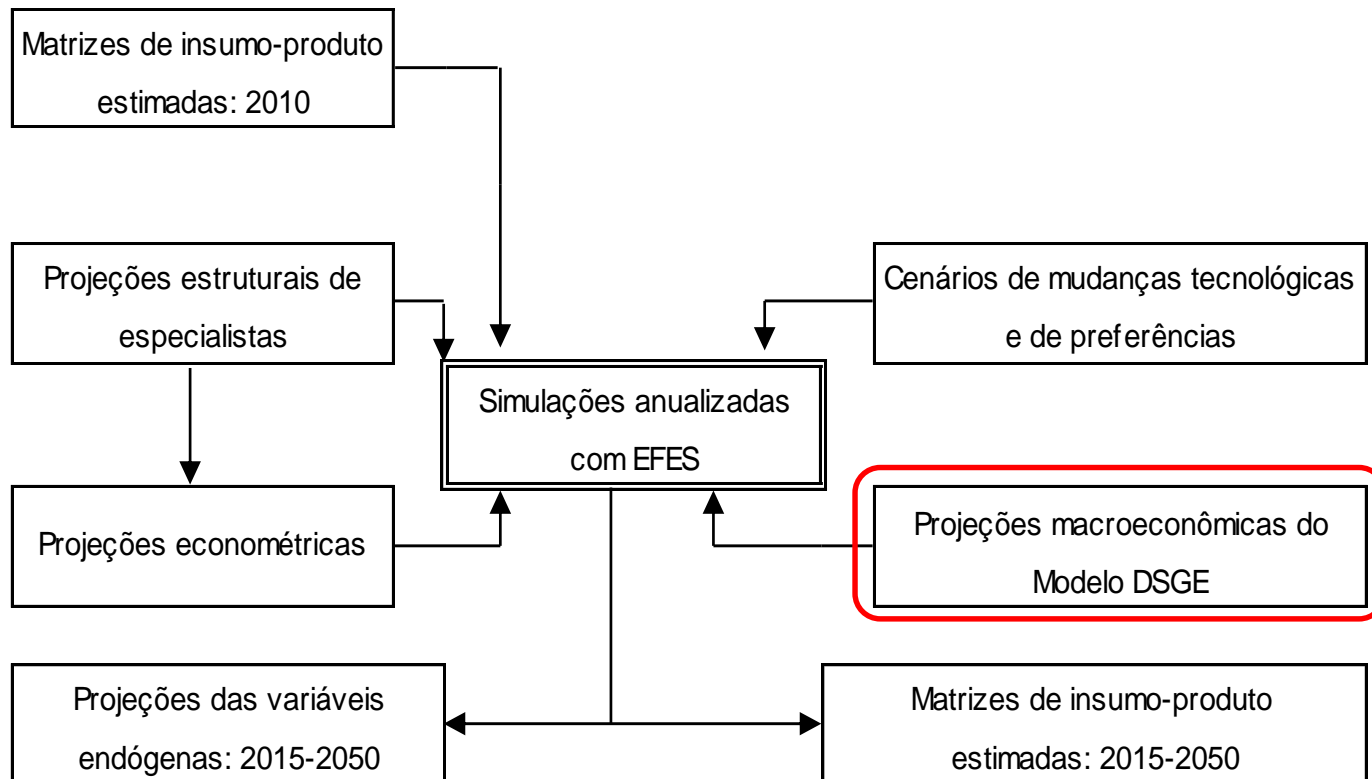 Matrizes de insumo-produto
estimadas: 2010
Projeções estruturais de
especialistas
Cenários de mudanças tecnológicas
e de preferências
Simulações anualizadas
com EFES
Projeções econométricas
Projeções macroeconômicas do
Modelo DSGE
Projeções das variáveis
endógenas: 2015-2050
Matrizes de insumo-produto
estimadas: 2015-2050